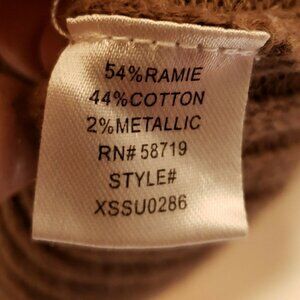 54%RAMIE
44%COTTON
2%METALLIC
RN# 58719
STYLE#
XSSU0286